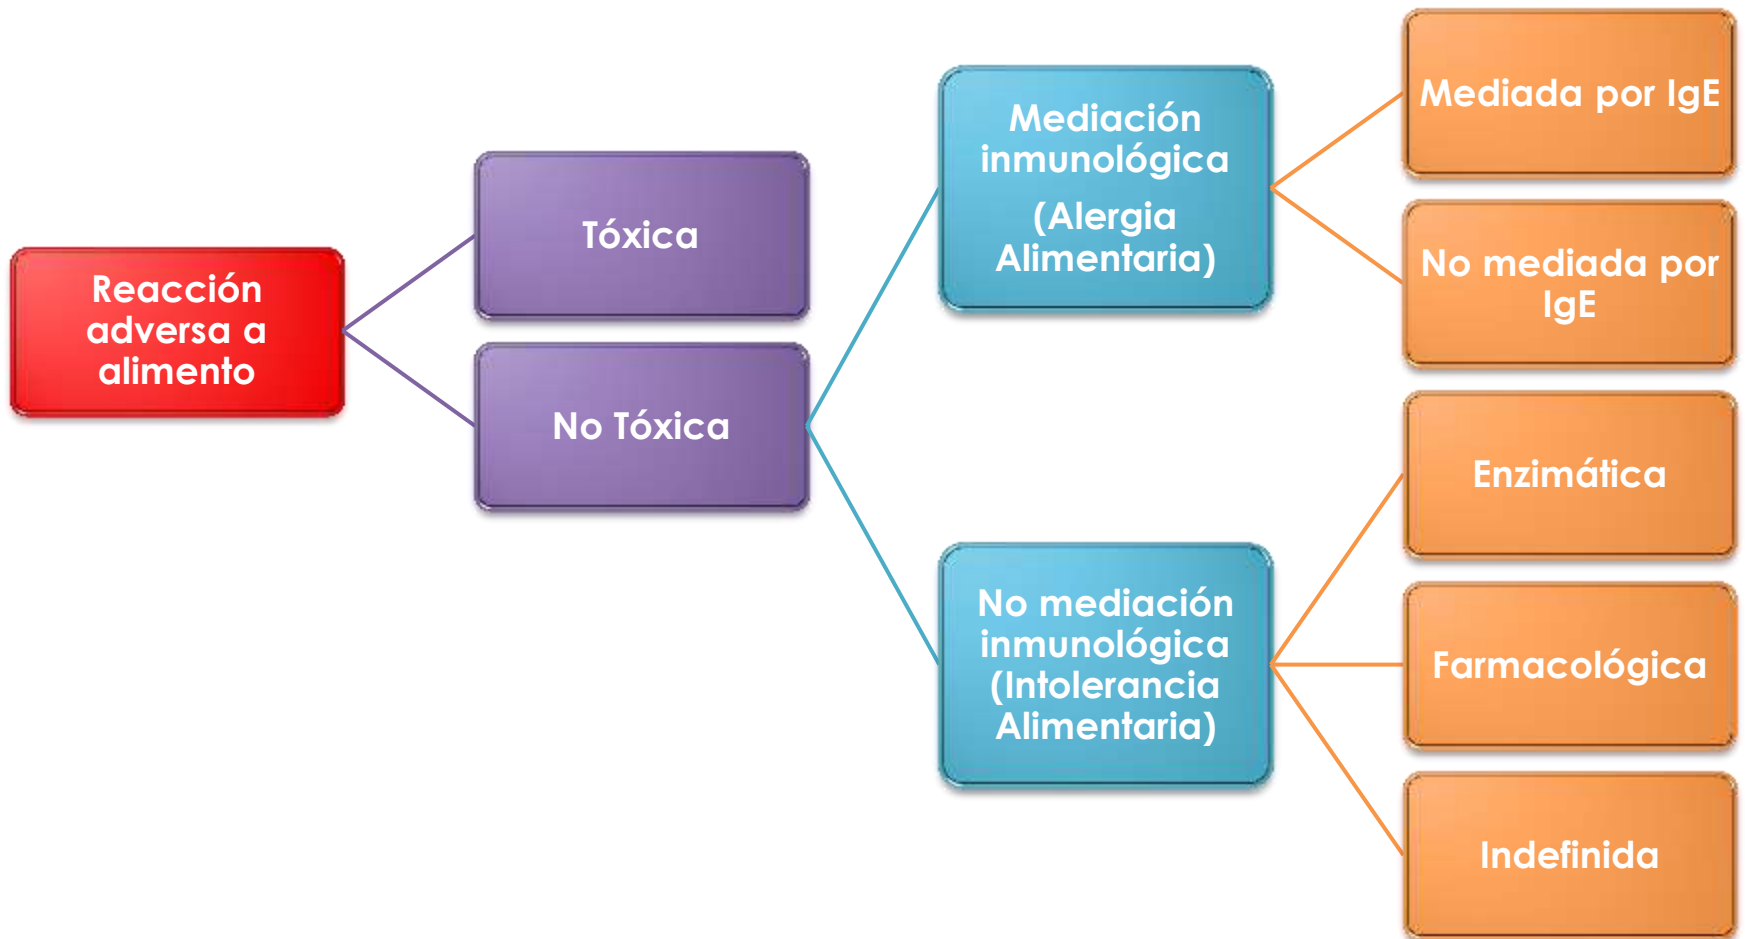 Reacción
adversa a
alimento
Tóxica
No Tóxica
Mediación
inmunológica
(Alergia
Alimentaria)
No mediación
inmunológica
(Intolerancia
Alimentaria)
Mediada por IgE
No mediada por
IgE
Enzimática
Farmacológica
Indefinida